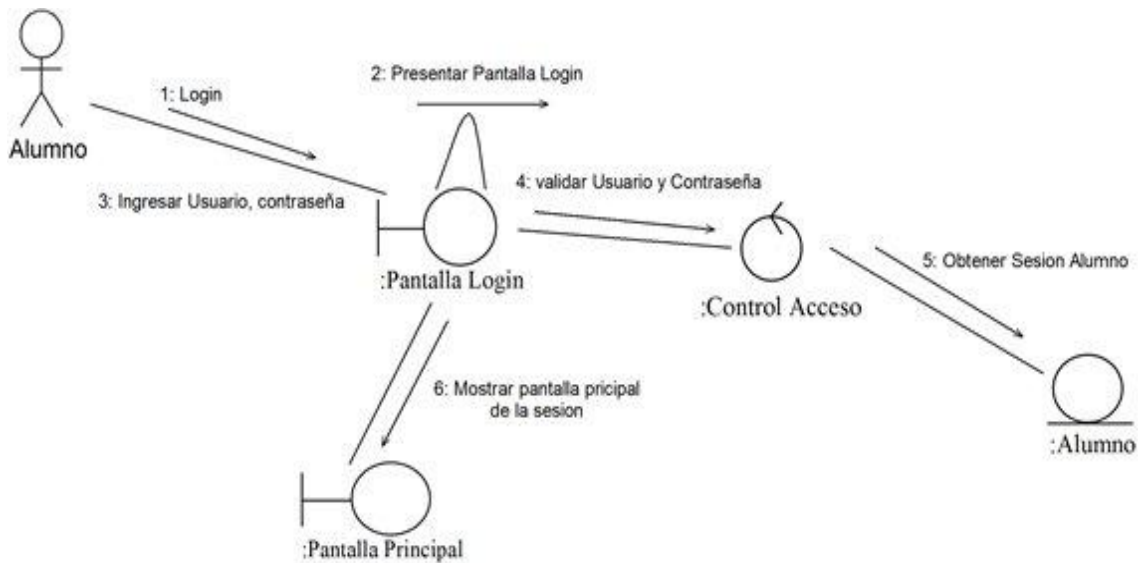 2: Presentar Pantalla Login
1: Login
Alumno
3: Ingresar Usuario, contraseña
4: validar Usuario y Contraseña
:Pantalla Login
5: Obtener Sesion Alumno
:Control Acceso
6: Mostrar pantalla pricipal
de la sesion
:Alumno
:Pantalla Principal